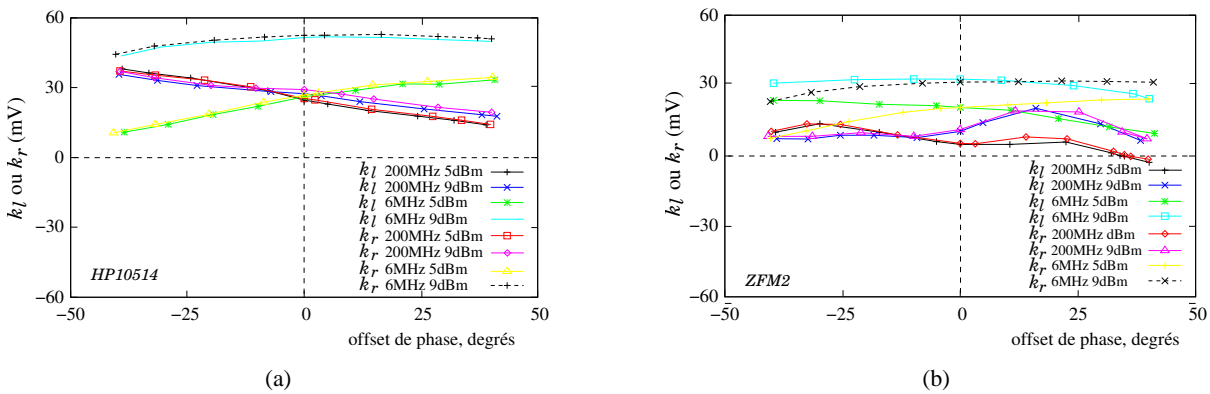 60
30
0
−30
−60
k_l ou k_r (mV)
k_l 200MHz 5dBm
k_l 200MHz 9dBm
k_l 6MHz 5dBm
k_l 6MHz 9dBm
k_r 200MHz 5dBm
k_r 200MHz 9dBm
k_r 6MHz 5dBm
k_r 6MHz 9dBm
HP10514
−50
−25
0
25
50
offset de phase, degrés
(a)
60
30
0
−30
−60
k_l ou k_r (mV)
k_l 200MHz 5dBm
k_l 200MHz 9dBm
k_l 6MHz 5dBm
k_l 6MHz 9dBm
k_r 200MHz dBm
k_r 200MHz 9dBm
k_r 6MHz 5dBm
k_r 6MHz 9dBm
ZFM2
−50
−25
0
25
50
offset de phase, degrés
(b)